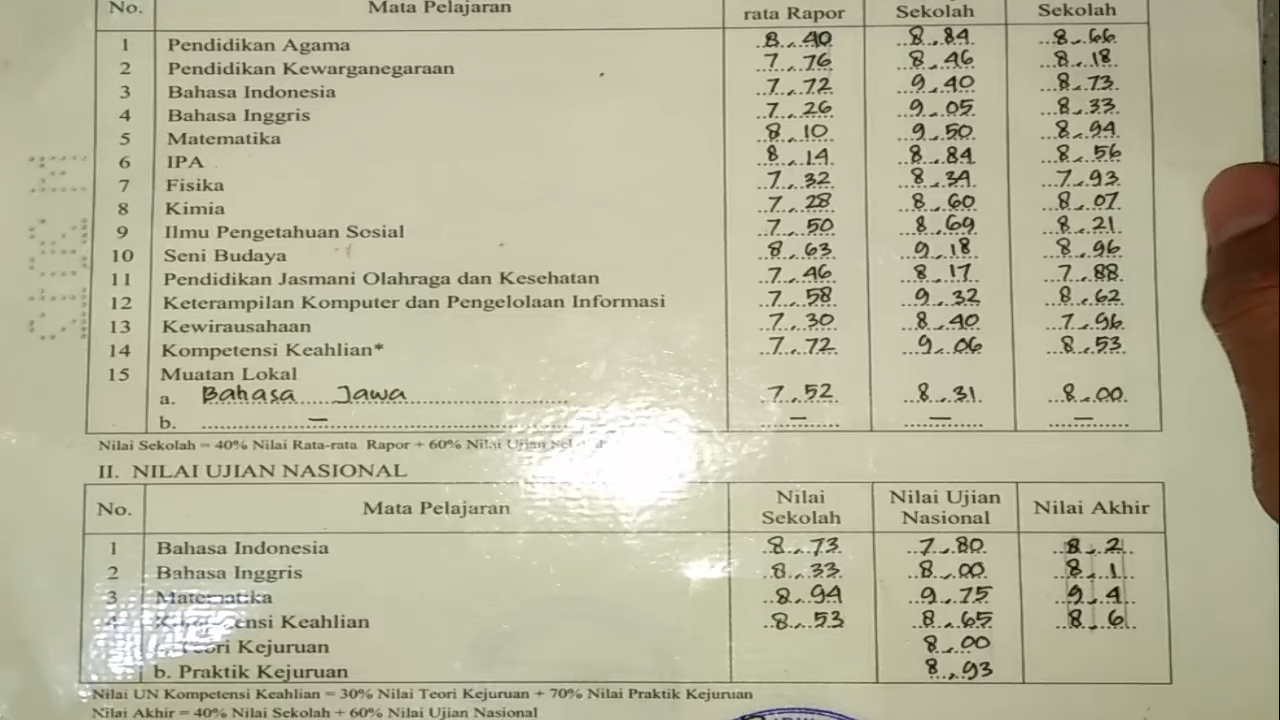 No. Mata Pelajaran rata Rapor Sekolah Sekolah
1 Pendidikan Agama 8,40 8,84 8,66
2 Pendidikan Kewarganegaraan 7,76 8,46 8,18
3 Bahasa Indonesia 7,72 9,40 8,73
4 Bahasa Inggris 7,26 9,05 8,33
5 Matematika 8,10 9,50 8,94
6 IPA 8,14 8,84 8,56
7 Fisika 7,32 8,34 7,93
8 Kimia 7,28 8,60 8,07
9 Ilmu Pengetahuan Sosial 7,50 8,69 8,21
10 Seni Budaya 8,63 9,18 8,96
11 Pendidikan Jasmani Olahraga dan Kesehatan 7,46 8,17 7,88
12 Keterampilan Komputer dan Pengelolaan Informasi 7,58 9,32 8,62
13 Kewirausahaan 7,30 8,40 7,96
14 Kompetensi Keahlian* 7,72 9,06 8,53
15 Muatan Lokal
a. Bahasa Jawa 7,52 8,31 8,00
b. – – – –
Nilai Sekolah = 40% Nilai Rata-rata Rapor + 60% Nilai Ujian
II. NILAI UJIAN NASIONAL
No. Mata Pelajaran Nilai Sekolah Nilai Ujian Nasional Nilai Akhir
1 Bahasa Indonesia 8,73 7,80 8,2
2 Bahasa Inggris 8,33 8,00 8,1
3 Matematika 8,94 9,75 9,4
4 Kompetensi Keahlian 8,53 8,65 8,6
a. Teori Kejuruan 8,00
b. Praktik Kejuruan 8,93
Nilai UN Kompetensi Keahlian = 30% Nilai Teori Kejuruan + 70% Nilai Praktik Kejuruan
Nilai Akhir = 40% Nilai Sekolah + 60% Nilai Ujian Nasional